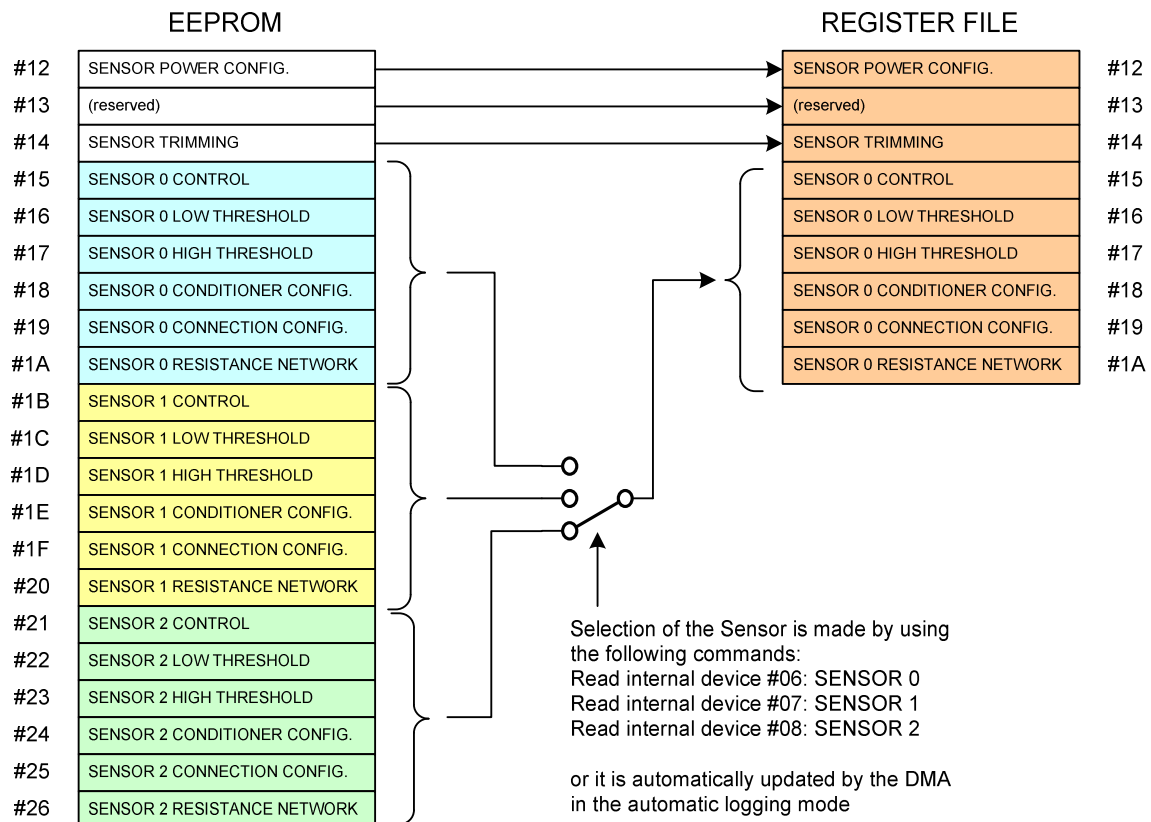 EEPROM
REGISTER FILE
#12 SENSOR POWER CONFIG.
#13 (reserved)
#14 SENSOR TRIMMING
#15 SENSOR 0 CONTROL
#16 SENSOR 0 LOW THRESHOLD
#17 SENSOR 0 HIGH THRESHOLD
#18 SENSOR 0 CONDITIONER CONFIG.
#19 SENSOR 0 CONNECTION CONFIG.
#1A SENSOR 0 RESISTANCE NETWORK
#1B SENSOR 1 CONTROL
#1C SENSOR 1 LOW THRESHOLD
#1D SENSOR 1 HIGH THRESHOLD
#1E SENSOR 1 CONDITIONER CONFIG.
#1F SENSOR 1 CONNECTION CONFIG.
#20 SENSOR 1 RESISTANCE NETWORK
#21 SENSOR 2 CONTROL
#22 SENSOR 2 LOW THRESHOLD
#23 SENSOR 2 HIGH THRESHOLD
#24 SENSOR 2 CONDITIONER CONFIG.
#25 SENSOR 2 CONNECTION CONFIG.
#26 SENSOR 2 RESISTANCE NETWORK
SENSOR POWER CONFIG. #12
(reserved) #13
SENSOR TRIMMING #14
SENSOR 0 CONTROL #15
SENSOR 0 LOW THRESHOLD #16
SENSOR 0 HIGH THRESHOLD #17
SENSOR 0 CONDITIONER CONFIG. #18
SENSOR 0 CONNECTION CONFIG. #19
SENSOR 0 RESISTANCE NETWORK #1A
Selection of the Sensor is made by using
the following commands:
Read internal device #06: SENSOR 0
Read internal device #07: SENSOR 1
Read internal device #08: SENSOR 2
or it is automatically updated by the DMA
in the automatic logging mode